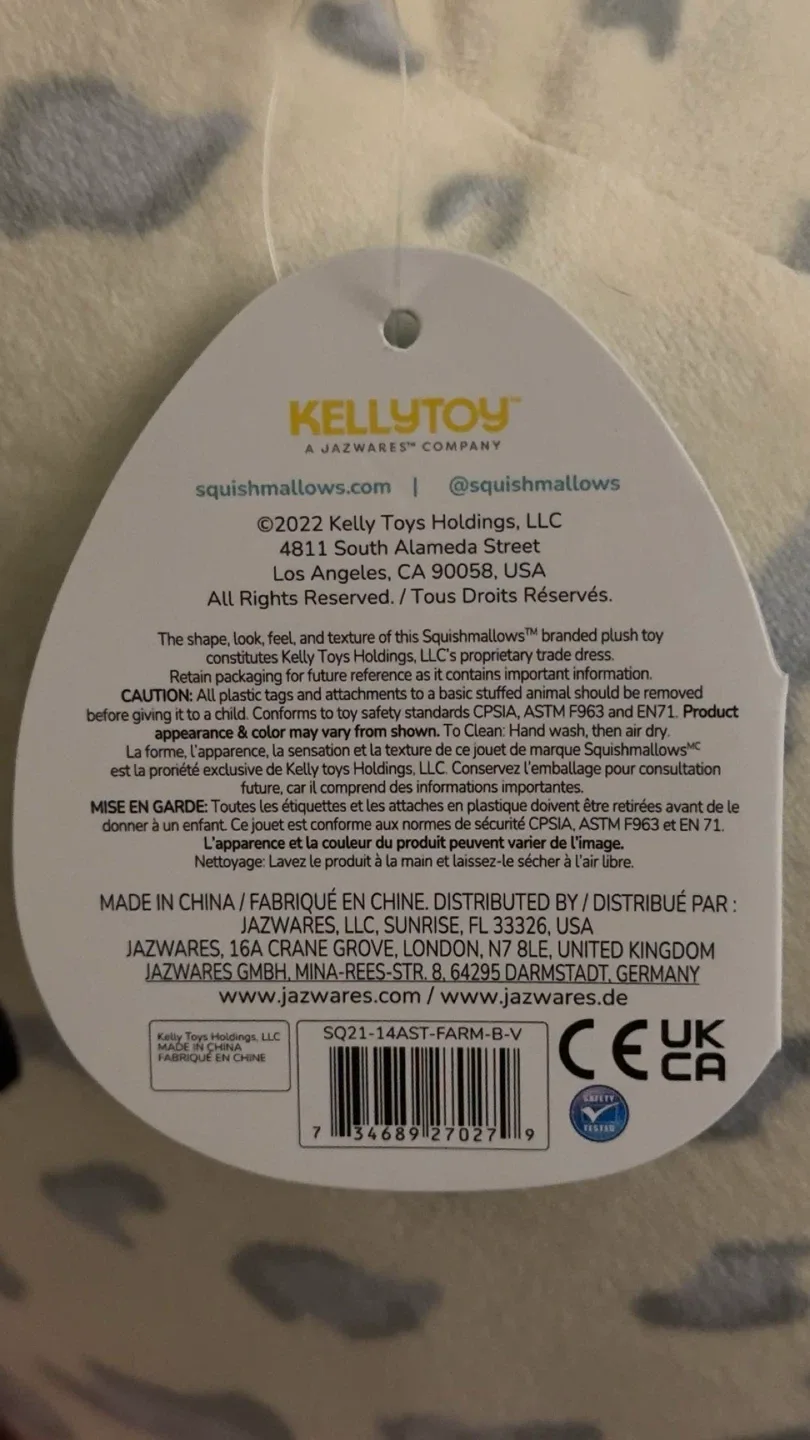 KELLYTOY™
A JAZWARES™ COMPANY
squishmallows.com | @squishmallows
©2022 Kelly Toys Holdings, LLC
4811 South Alameda Street
Los Angeles, CA 90058, USA
All Rights Reserved. / Tous Droits Réservés.
The shape, look, feel, and texture of this Squishmallows™ branded plush toy
constitutes Kelly Toys Holdings, LLC's proprietary trade dress.
Retain packaging for future reference as it contains important information.
CAUTION: All plastic tags and attachments to a basic stuffed animal should be removed
before giving it to a child. Conforms to toy safety standards CPSIA, ASTM F963 and EN71. Product
appearance & color may vary from shown. To Clean: Hand wash, then air dry.
La forme, l'apparence, la sensation et la texture de ce jouet de marque Squishmallowsᴹᶜ
est la proriété exclusive de Kelly toys Holdings, LLC. Conservez l'emballage pour consultation
future, car il comprend des informations importantes.
MISE EN GARDE: Toutes les étiquettes et les attaches en plastique doivent être retirées avant de le
donner à un enfant. Ce jouet est conforme aux normes de sécurité CPSIA, ASTM F963 et EN 71.
L'apparence et la couleur du produit peuvent varier de l'image.
Nettoyage: Lavez le produit à la main et laissez-le sécher à l'air libre.
MADE IN CHINA / FABRIQUÉ EN CHINE. DISTRIBUTED BY / DISTRIBUÉ PAR :
JAZWARES, LLC, SUNRISE, FL 33326, USA
JAZWARES, 16A CRANE GROVE, LONDON, N7 8LE, UNITED KINGDOM
JAZWARES GMBH, MINA-REES-STR. 8, 64295 DARMSTADT, GERMANY
www.jazwares.com / www.jazwares.de
Kelly Toys Holdings, LLC
MADE IN CHINA
FABRIQUÉ EN CHINE
SQ21-14AST-FARM-B-V
7 34689 27027 9
CE
UK
CA
SAFETY
TESTED